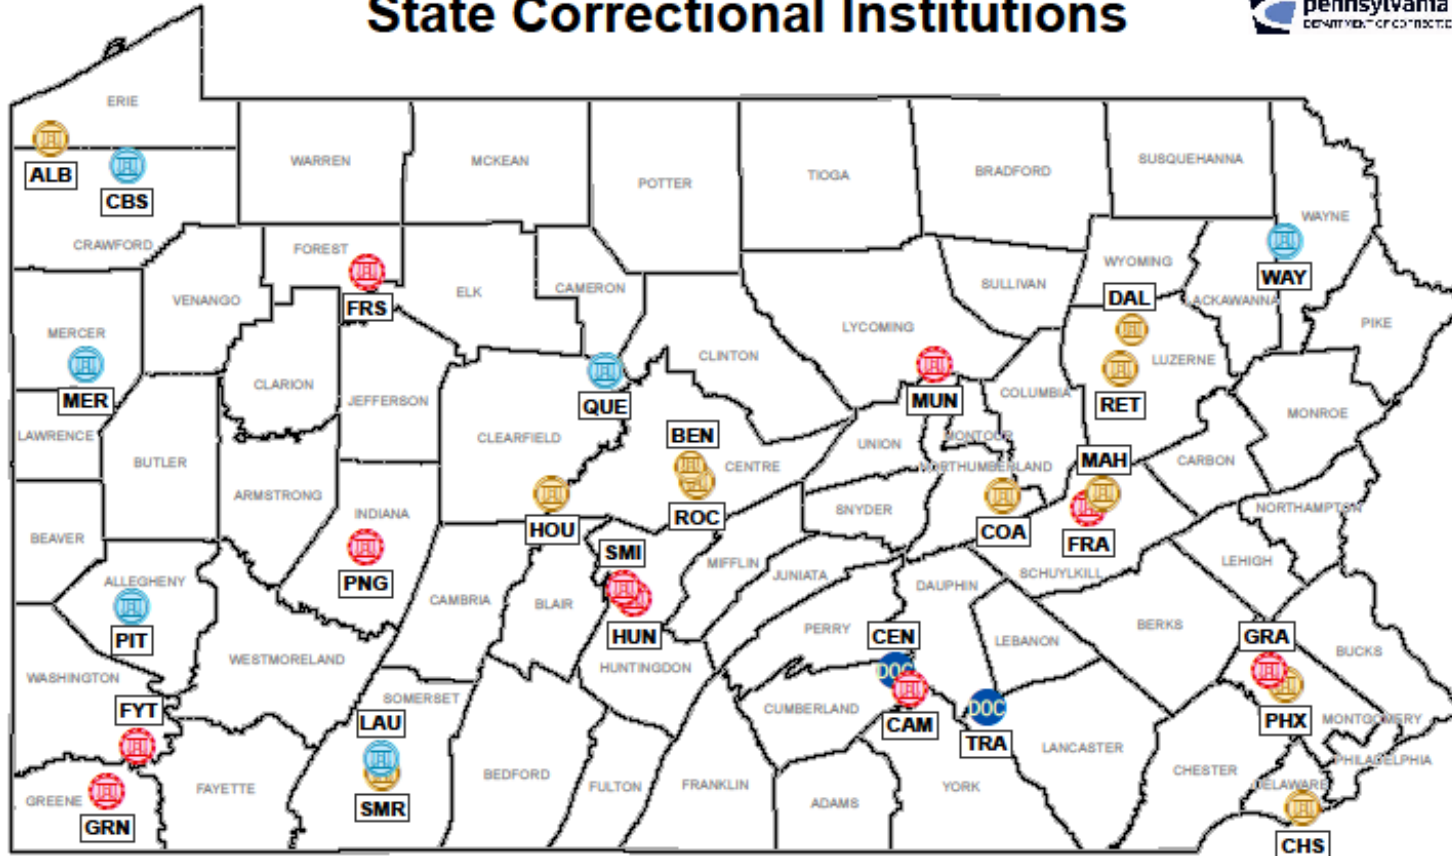 State Correctional Institutions
pennsylvania
DEPARTMENT OF CORRECTIONS
ERIE
ALB
CBS
WARREN
MCKEAN
POTTER
TIOGA
BRADFORD
SUSQUEHANNA
WAYNE
WAY
CRAWFORD
FOREST
FRS
VENANGO
ELK
CAMERON
SULLIVAN
WYOMING
DAL
LACKAWANNA
PIKE
MERCER
MER
LYCOMING
CLINTON
LUZERNE
RET
CLARION
JEFFERSON
QUE
MUN
COLUMBIA
MONROE
LAWRENCE
BUTLER
CLEARFIELD
BEN
CENTRE
UNION
MONTOUR
NORTHUMBERLAND
MAH
CARBON
ARMSTRONG
INDIANA
HOU
ROC
SNYDER
COA
FRA
NORTHAMPTON
BEAVER
ALLEGHENY
PIT
PNG
SMI
HUN
MIFFLIN
JUNIATA
SCHUYLKILL
LEHIGH
CAMBRIA
BLAIR
DAUPHIN
PERRY
CEN
DOC
CAM
LEBANON
BERKS
GRA
BUCKS
WASHINGTON
WESTMORELAND
HUNTINGDON
FYT
SOMERSET
LAU
SMR
CUMBERLAND
DOC
TRA
LANCASTER
PHX
MONTGOMERY
PHILADELPHIA
GREENE
GRN
FAYETTE
BEDFORD
FULTON
FRANKLIN
ADAMS
YORK
CHESTER
DELAWARE
CHS